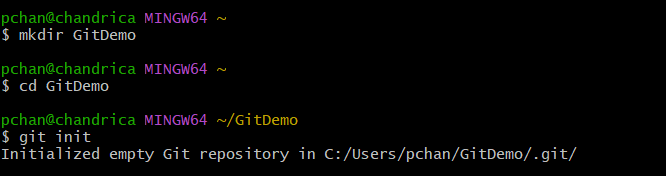 pchan@chandrica MINGW64 ~
$ mkdir GitDemo
pchan@chandrica MINGW64 ~
$ cd GitDemo
pchan@chandrica MINGW64 ~/GitDemo
$ git init
Initialized empty Git repository in C:/Users/pchan/GitDemo/.git/